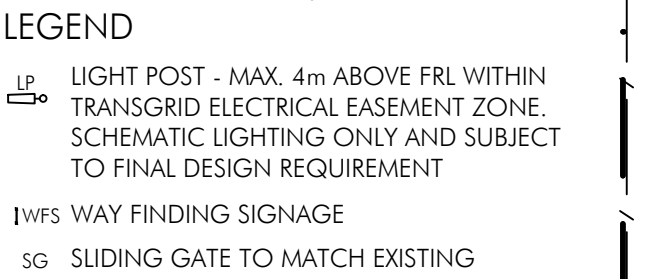 LEGEND
LP LIGHT POST - MAX. 4m ABOVE FRL WITHIN
TRANSGRID ELECTRICAL EASEMENT ZONE.
SCHEMATIC LIGHTING ONLY AND SUBJECT
TO FINAL DESIGN REQUIREMENT
WFS WAY FINDING SIGNAGE
SG SLIDING GATE TO MATCH EXISTING